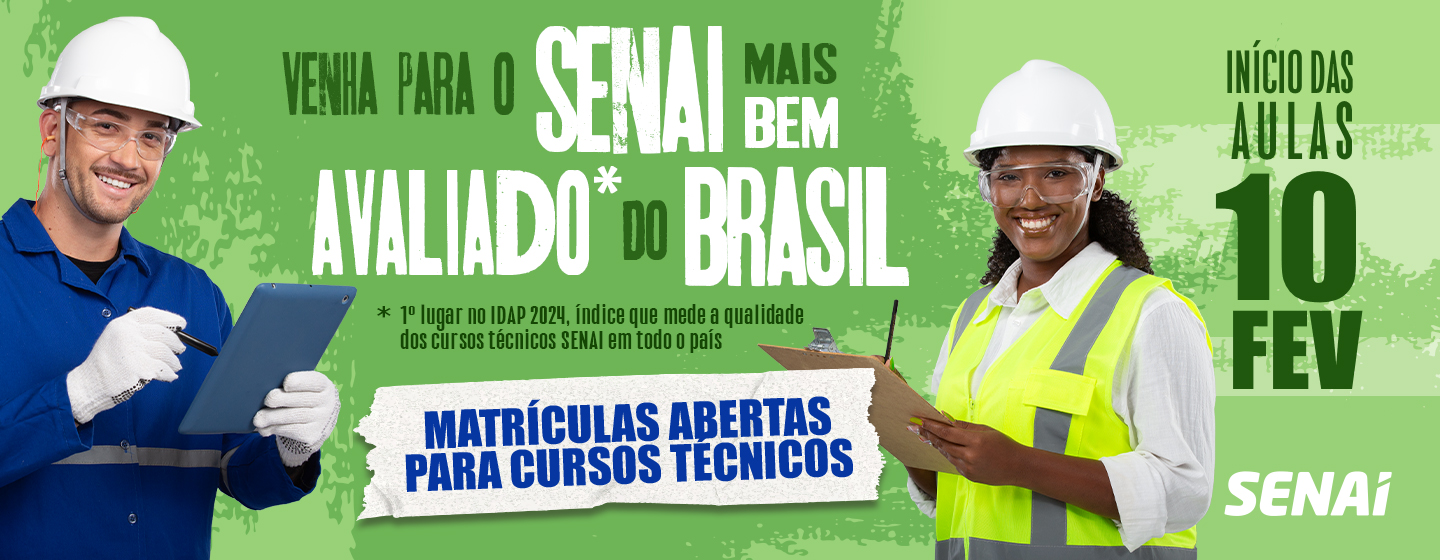 VENHA PARA O SENAI MAIS
BEM
AVALIADO* DO BRASIL
* 1º lugar no IDAP 2024, índice que mede a qualidade
dos cursos técnicos SENAI em todo o país
MATRÍCULAS ABERTAS
PARA CURSOS TÉCNICOS
INÍCIO DAS
AULAS
10
FEV
SENAI